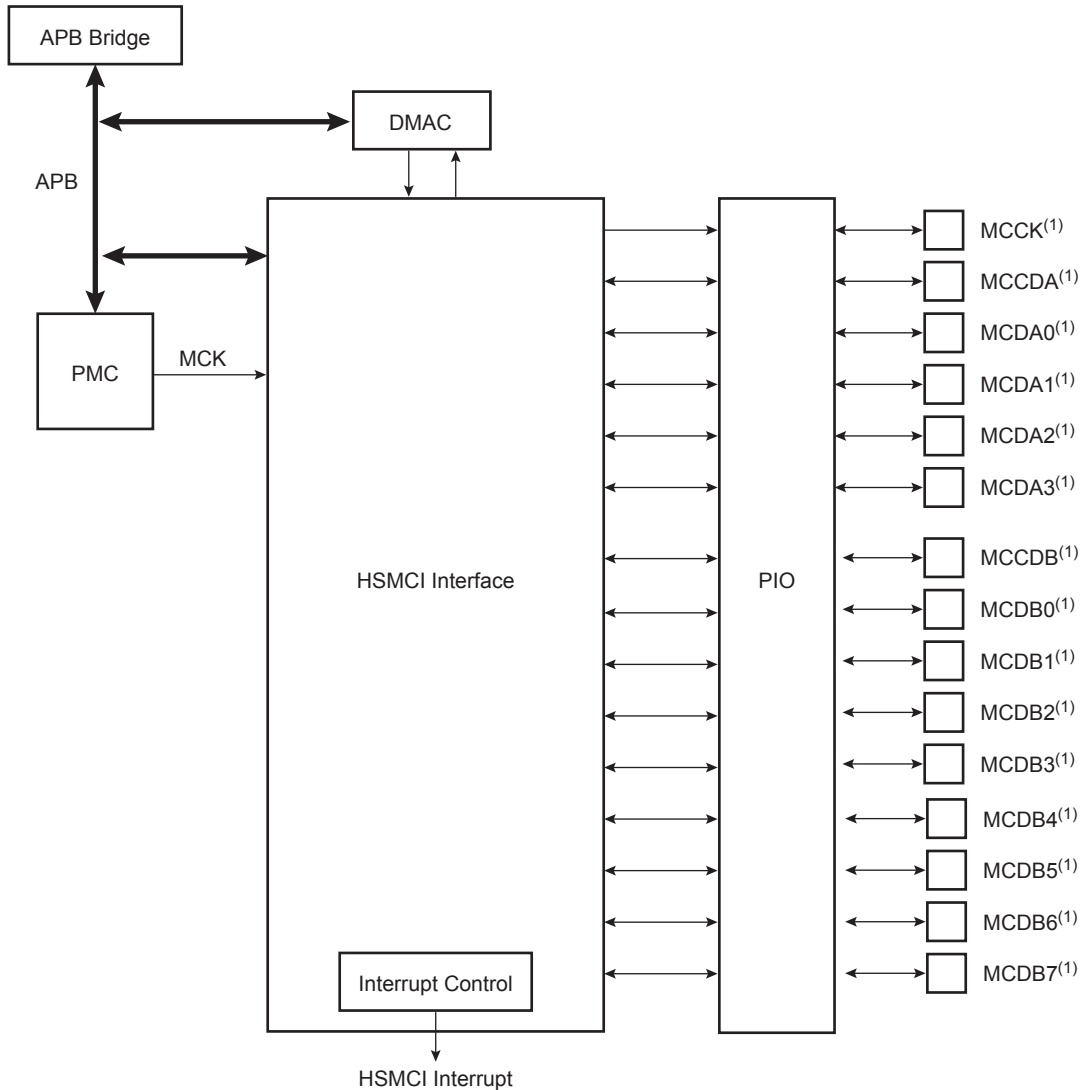 APB Bridge
DMAC
APB
MCCK(1)
MCCDA(1)
MCDA0(1)
PMC
MCK
MCDA1(1)
MCDA2(1)
MCDA3(1)
HSMCI Interface
PIO
MCCDB(1)
MCDB0(1)
MCDB1(1)
MCDB2(1)
MCDB3(1)
MCDB4(1)
MCDB5(1)
MCDB6(1)
Interrupt Control
MCDB7(1)
HSMCI Interrupt